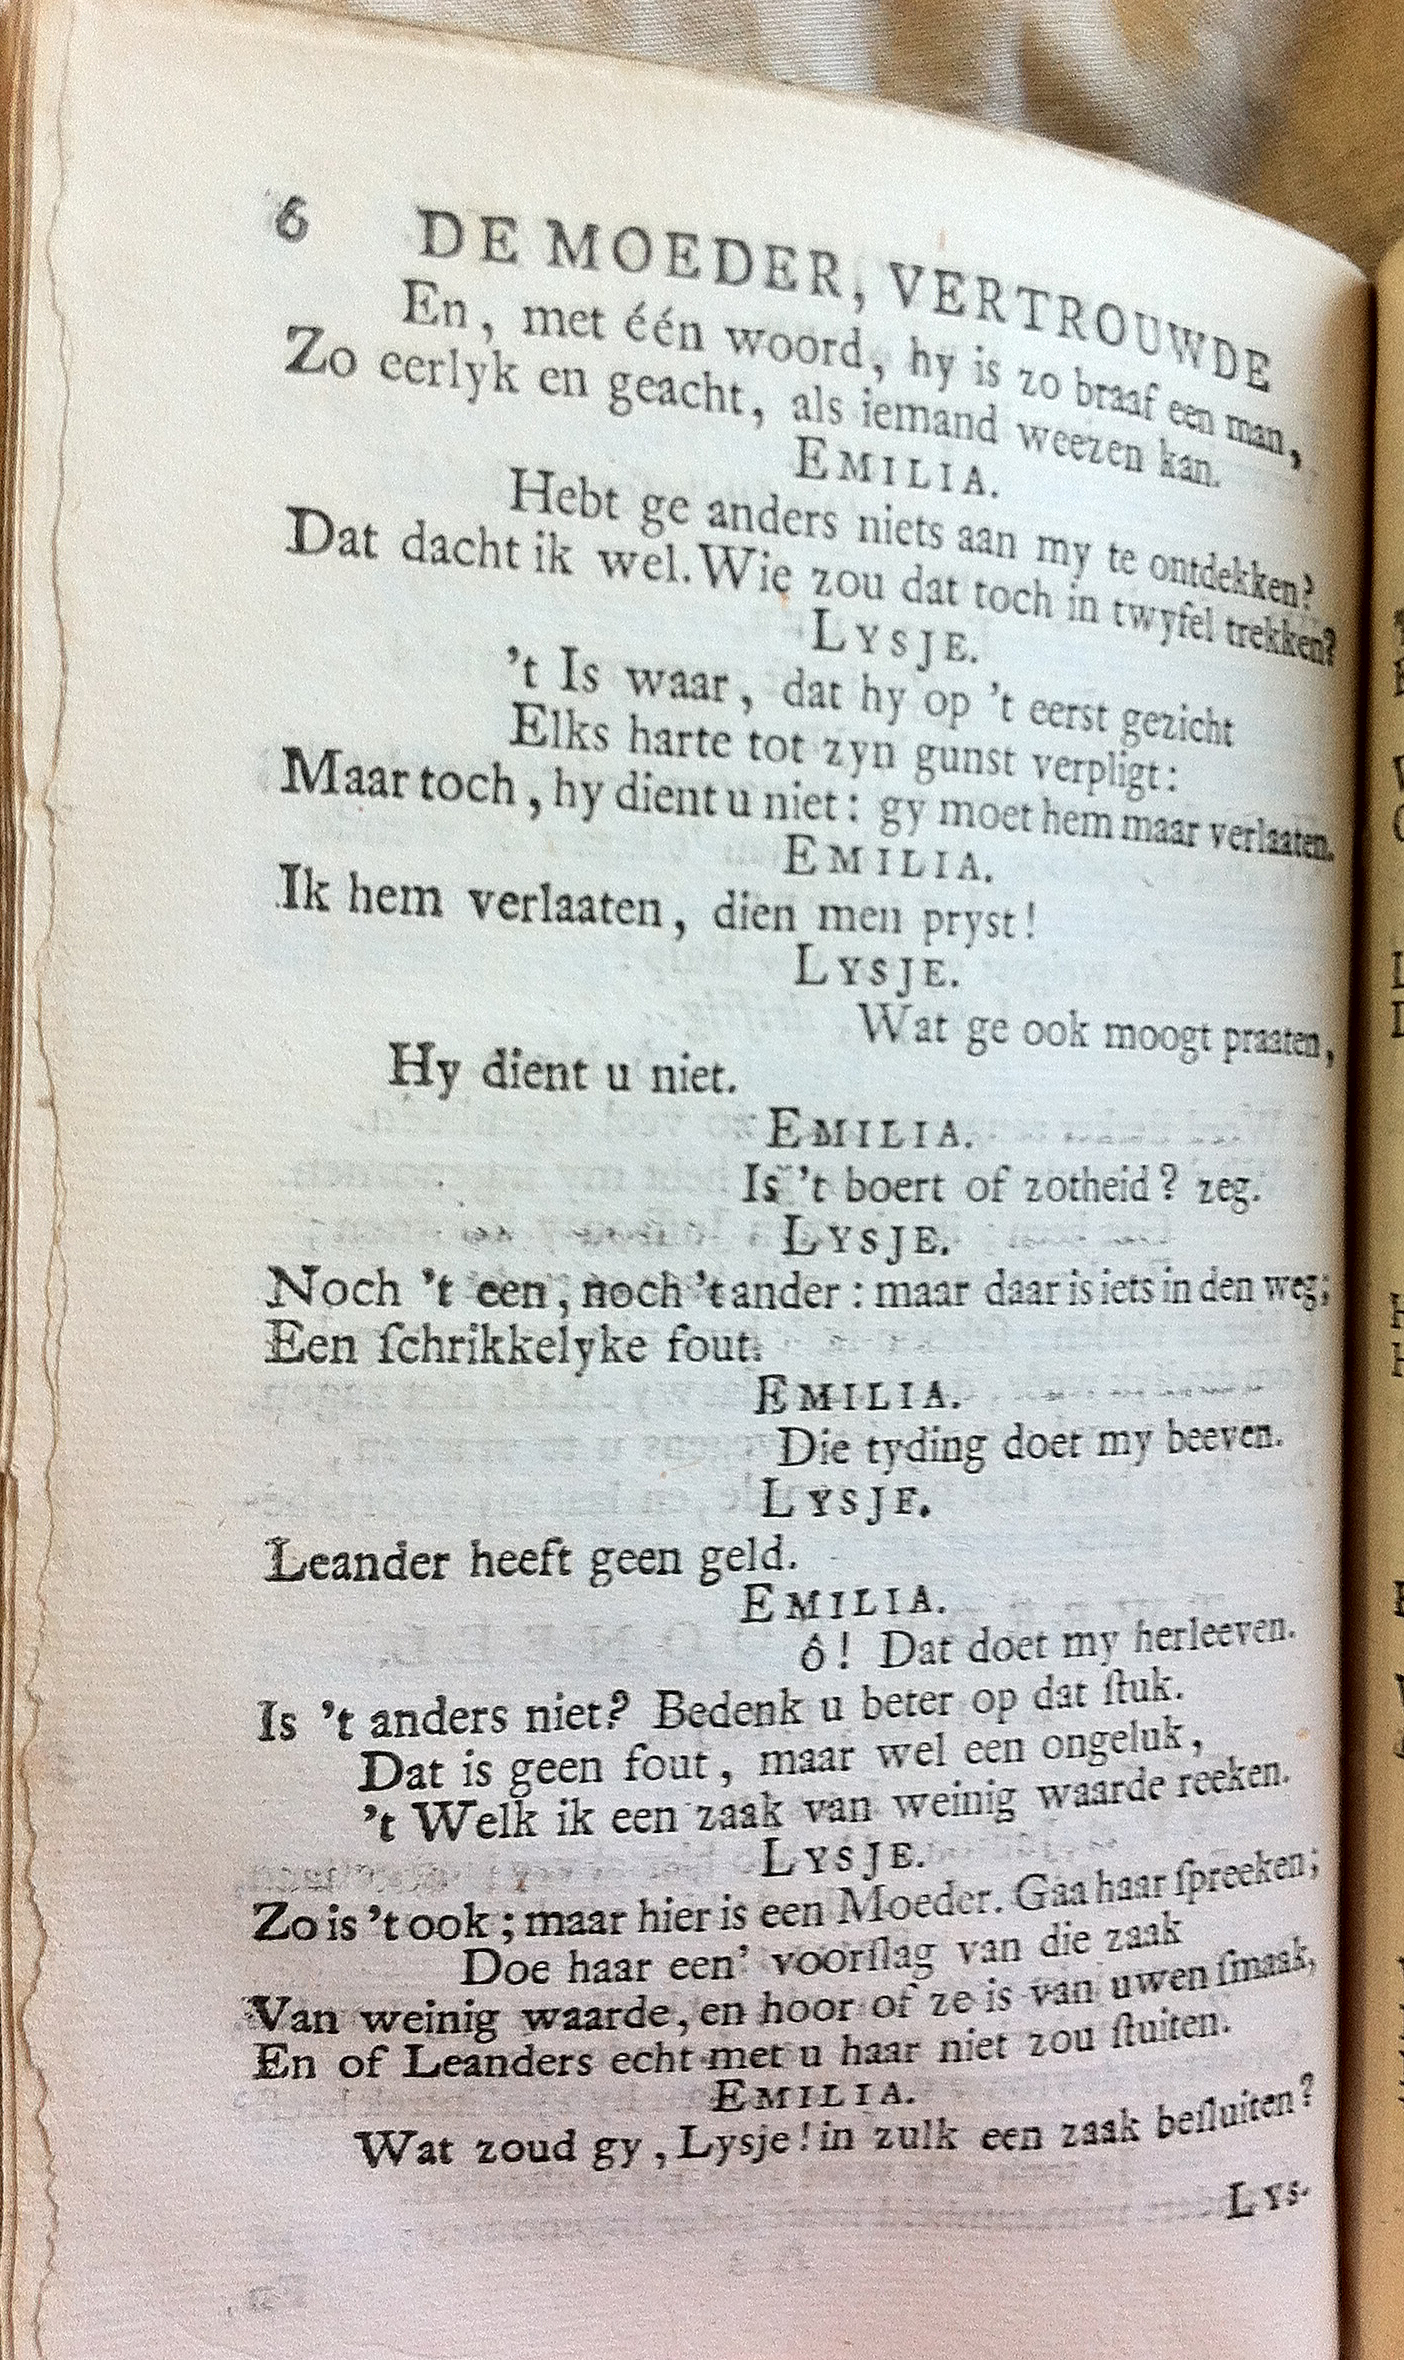 6 DE MOEDER, VERTROUWDE
En, met één woord, hy is zo braaf een man,
Zo eerlyk en geacht, als iemand weezen kan.
EMILIA.
Hebt ge anders niets aan my te ontdekken?
Dat dacht ik wel. Wie zou dat toch in twyfel trekken?
LYSJE.
't Is waar, dat hy op 't eerst gezicht
Elks harte tot zyn gunst verpligt:
Maar toch, hy dient u niet: gy moet hem maar verlaaten.
EMILIA.
Ik hem verlaaten, dien men pryst!
LYSJE.
Wat ge ook moogt praaten,
Hy dient u niet.
EMILIA.
Is 't boert of zotheid? zeg.
LYSJE.
Noch 't een, noch 't ander: maar daar is iets in den weg;
Een ſchrikkelyke fout.
EMILIA.
Die tyding doet my beeven.
LYSJE.
Leander heeft geen geld.
EMILIA.
ô! Dat doet my herleeven.
Is 't anders niet? Bedenk u beter op dat ſtuk.
Dat is geen fout, maar wel een ongeluk,
't Welk ik een zaak van weinig waarde reeken.
LYSJE.
Zo is 't ook; maar hier is een Moeder. Gaa haar ſpreeken;
Doe haar een' voorſlag van die zaak
Van weinig waarde, en hoor of ze is van uwen ſmaak,
En of Leanders echt met u haar niet zou ſtuiten.
EMILIA.
Wat zoud gy, Lysje! in zulk een zaak beſluiten?
LYS-